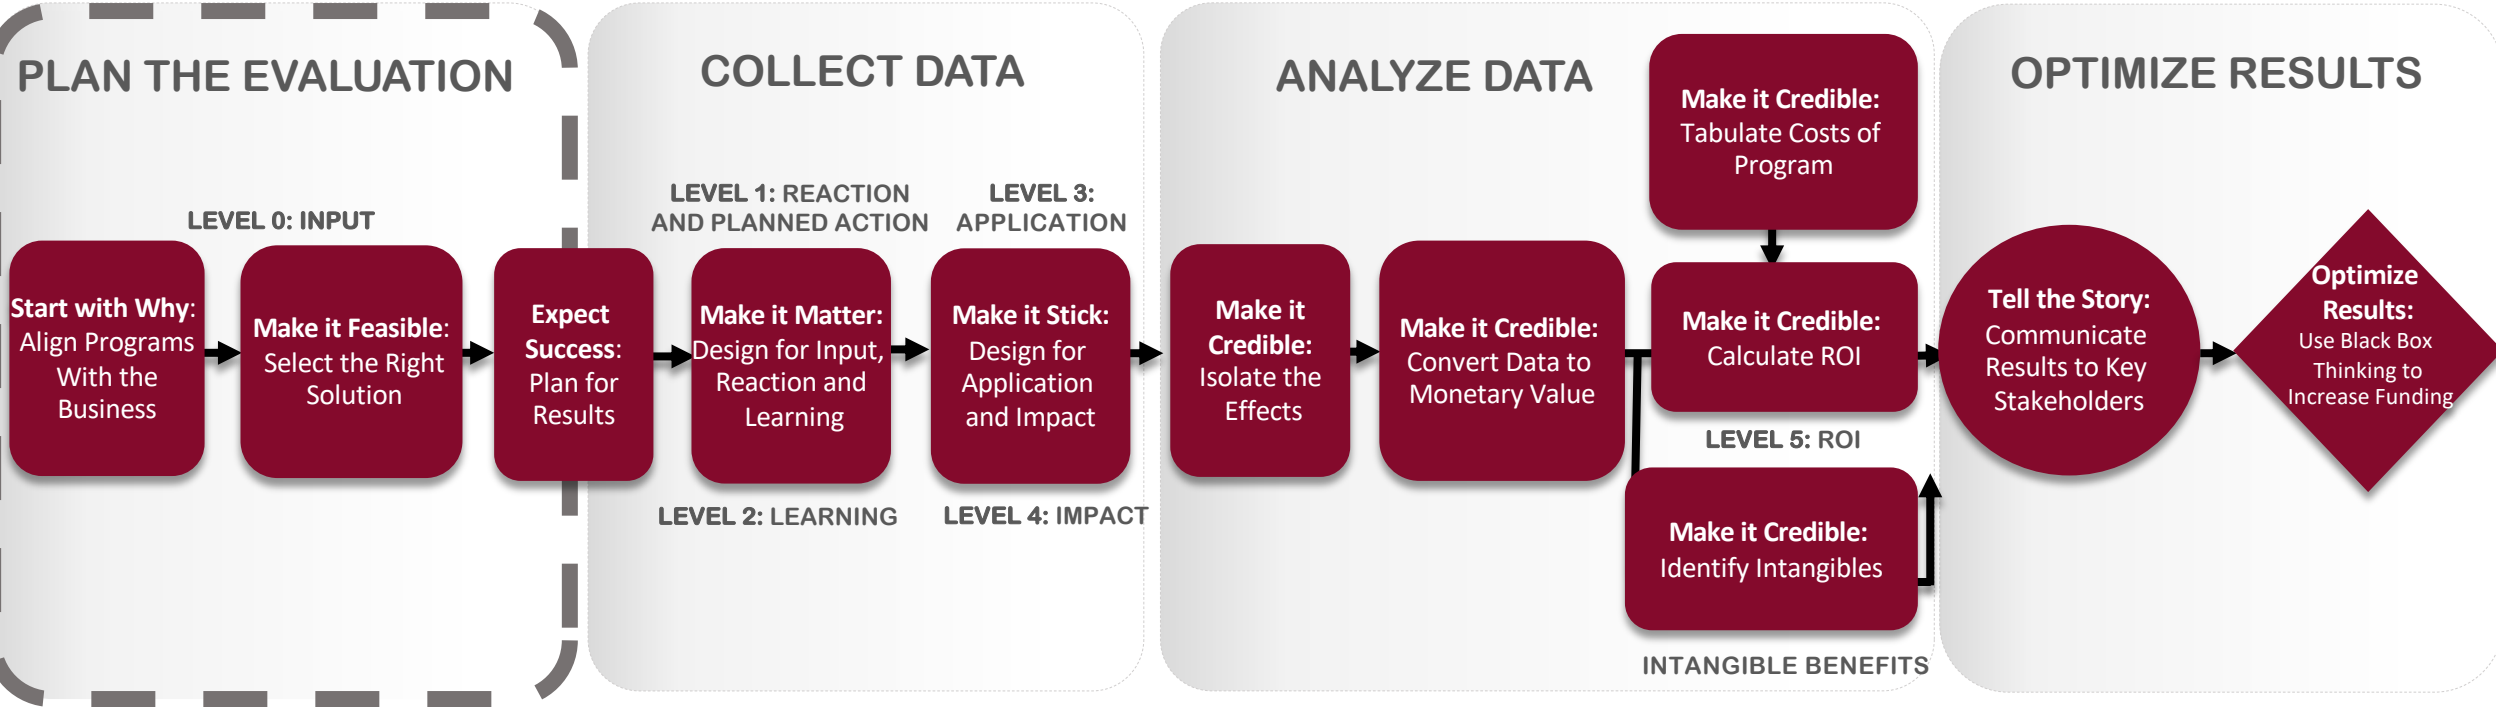 PLAN THE EVALUATION
LEVEL 0: INPUT
Start with Why:
Align Programs
With the
Business
Make it Feasible:
Select the Right
Solution
Expect
Success:
Plan for
Results
COLLECT DATA
LEVEL 1: REACTION
AND PLANNED ACTION
Make it Matter:
Design for Input,
Reaction and
Learning
LEVEL 2: LEARNING
LEVEL 3:
APPLICATION
Make it Stick:
Design for
Application
and Impact
LEVEL 4: IMPACT
ANALYZE DATA
Make it
Credible:
Isolate the
Effects
Make it Credible:
Convert Data to
Monetary Value
Make it Credible:
Tabulate Costs of
Program
Make it Credible:
Calculate ROI
LEVEL 5: ROI
Make it Credible:
Identify Intangibles
INTANGIBLE BENEFITS
OPTIMIZE RESULTS
Tell the Story:
Communicate
Results to Key
Stakeholders
Optimize
Results:
Use Black Box
Thinking to
Increase Funding